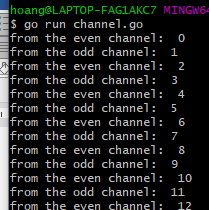 hoang@LAPTOP-FAG1AKC7 MINGW64
$ go run channel.go
from the even channel:  0
from the odd channel:  1
from the even channel:  2
from the odd channel:  3
from the even channel:  4
from the odd channel:  5
from the even channel:  6
from the odd channel:  7
from the even channel:  8
from the odd channel:  9
from the even channel:  10
from the odd channel:  11
from the even channel:  12